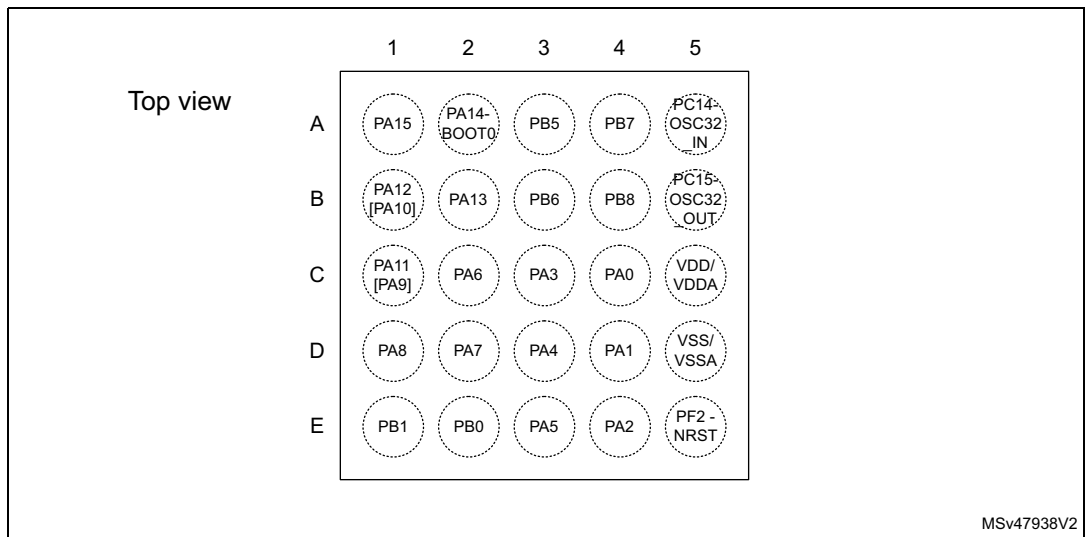 1 2 3 4 5
Top view
A PA15 PA14-
BOOT0 PB5 PB7 PC14-
OSC32
_IN
B PA12
[PA10] PA13 PB6 PB8 PC15-
OSC32
_OUT
C PA11
[PA9] PA6 PA3 PA0 VDD/
VDDA
D PA8 PA7 PA4 PA1 VSS/
VSSA
E PB1 PB0 PA5 PA2 PF2 -
NRST
MSv47938V2